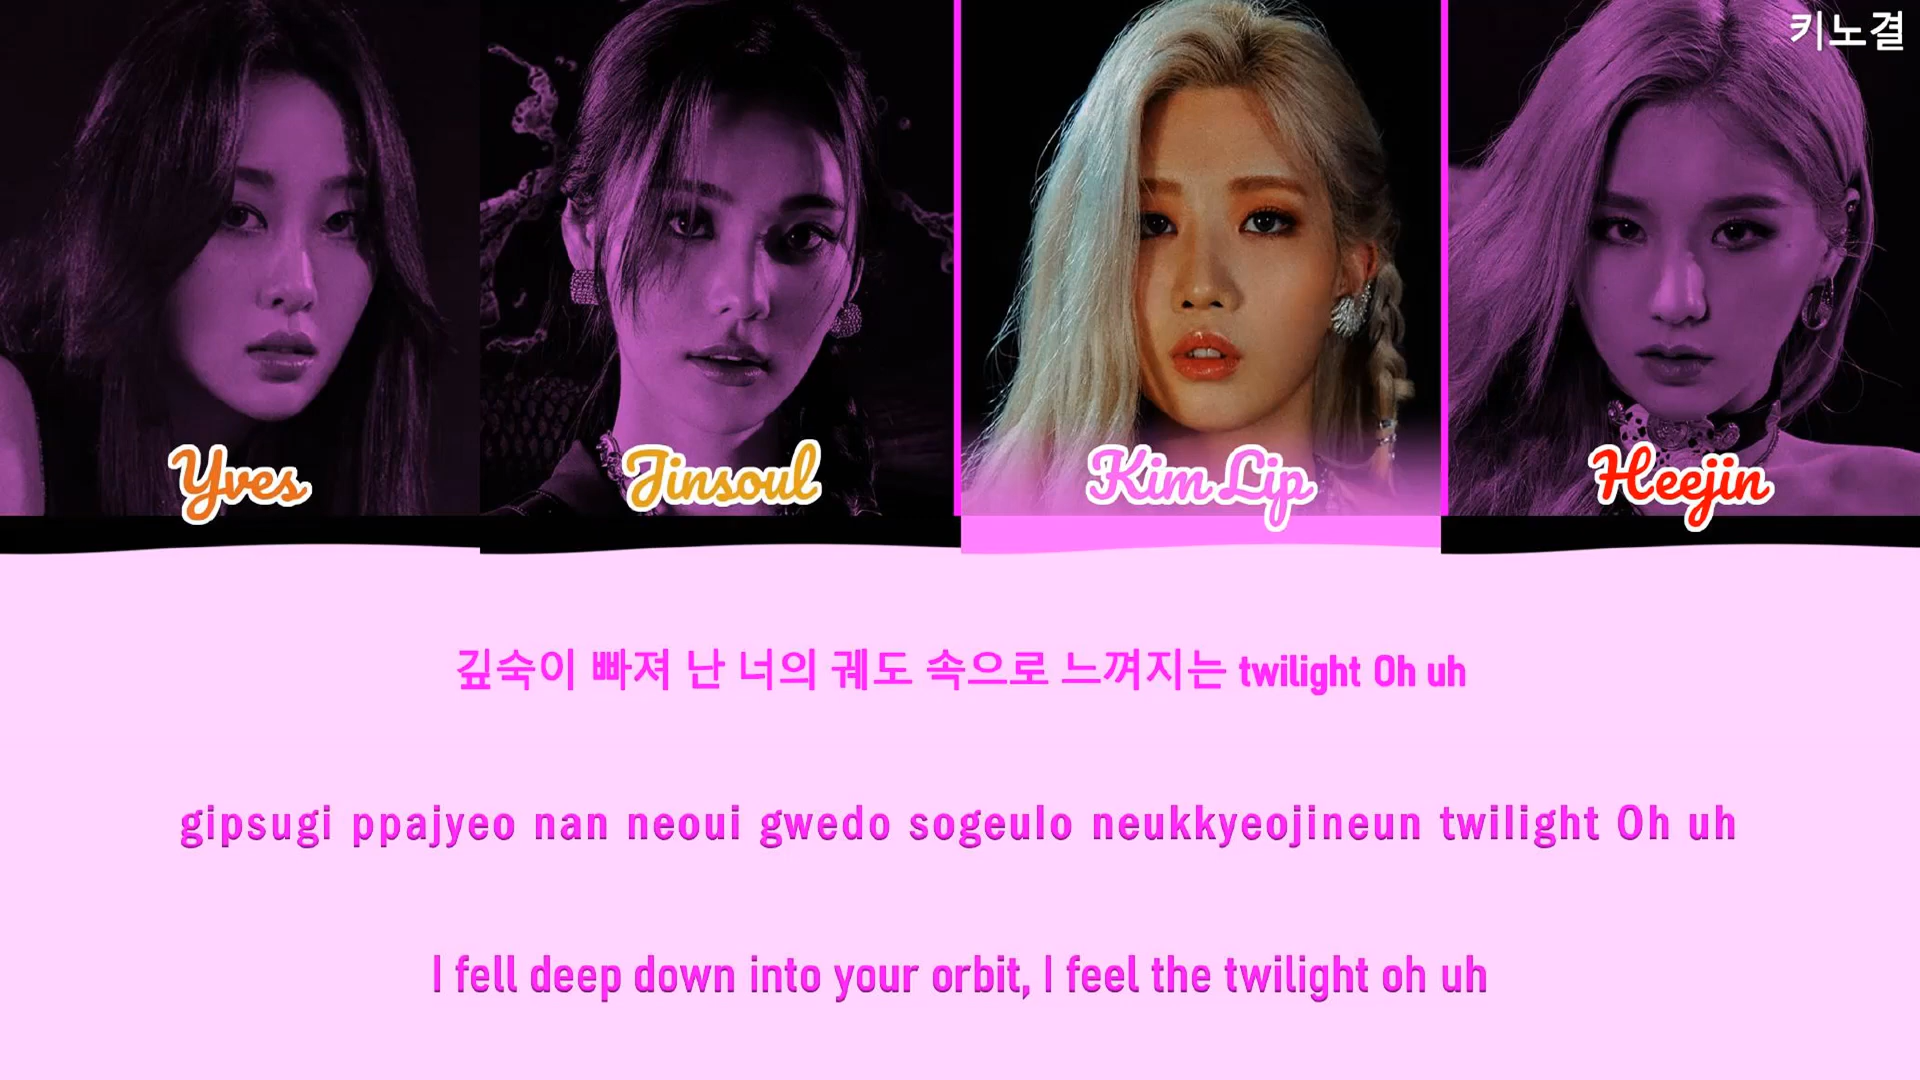 키노결
Yves
Jinsoul
Kim Lip
Heejin
깊숙이 빠져 난 너의 궤도 속으로 느껴지는 twilight Oh uh
gipsugi ppajyeo nan neoui gwedo sogeulo neukkyeojineun twilight Oh uh
I fell deep down into your orbit, I feel the twilight oh uh